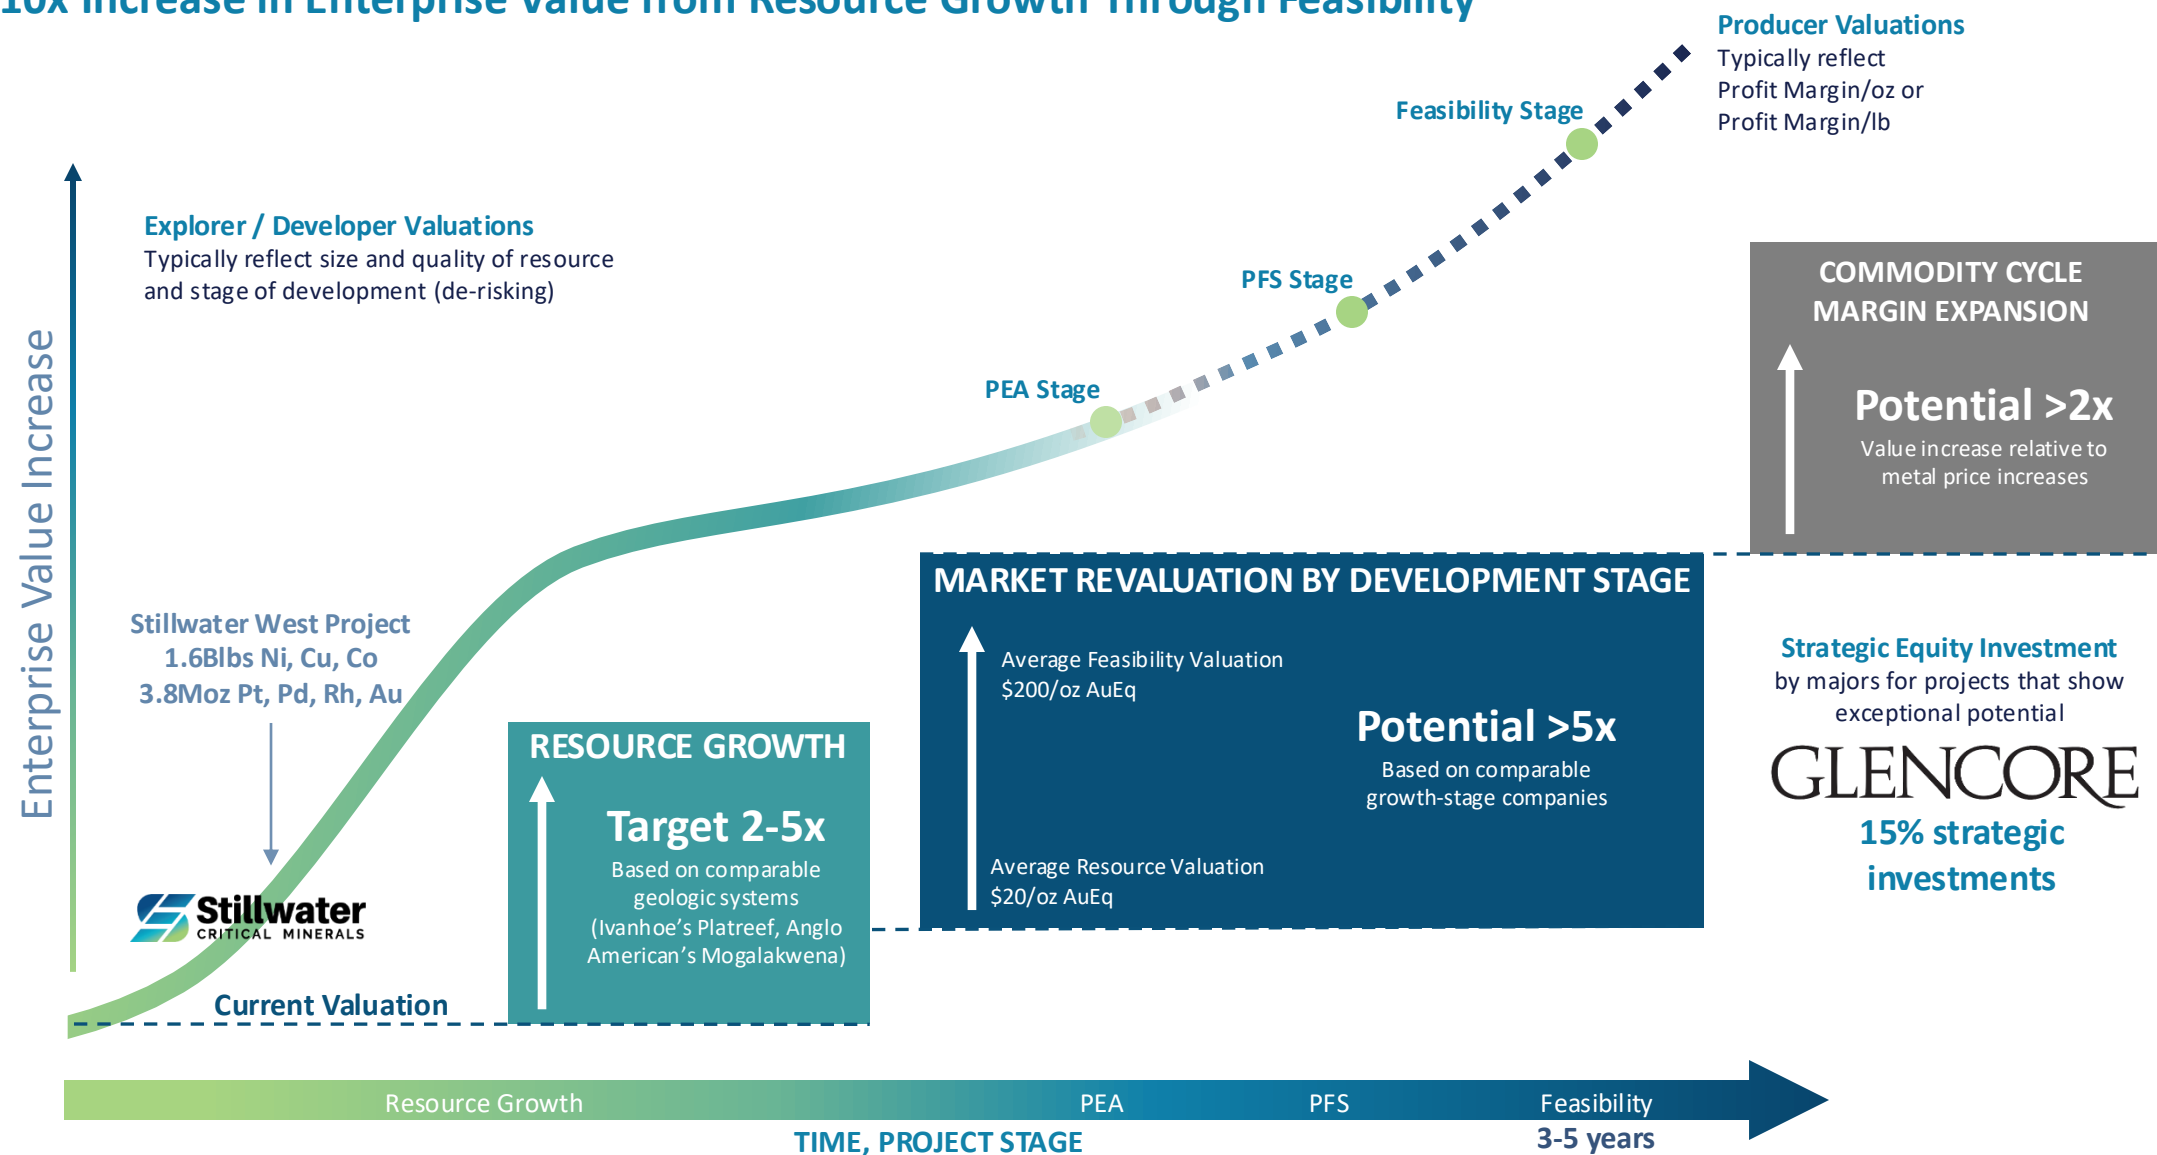 10x Increase in Enterprise Value from Resource Growth Through Feasibility
Producer Valuations
Typically reflect
Profit Margin/oz or
Profit Margin/lb
Feasibility Stage
Explorer / Developer Valuations
Typically reflect size and quality of resource
and stage of development (de-risking)
PFS Stage
COMMODITY CYCLE
MARGIN EXPANSION
Potential >2x
Value increase relative to
metal price increases
PEA Stage
Enterprise Value Increase
Stillwater West Project
1.6Blbs Ni, Cu, Co
3.8Moz Pt, Pd, Rh, Au
Stillwater
CRITICAL MINERALS
Current Valuation
RESOURCE GROWTH
Target 2-5x
Based on comparable
geologic systems
(Ivanhoe's Platreef, Anglo
American's Mogalakwena)
MARKET REVALUATION BY DEVELOPMENT STAGE
Average Feasibility Valuation
$200/oz AuEq
Potential >5x
Based on comparable
growth-stage companies
Average Resource Valuation
$20/oz AuEq
Strategic Equity Investment
by majors for projects that show
exceptional potential
GLENCORE
15% strategic
investments
Resource Growth
PEA
PFS
Feasibility
TIME, PROJECT STAGE
3-5 years